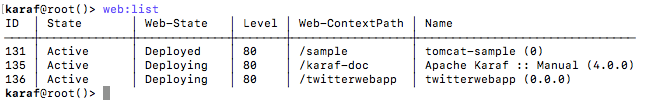 karaf@root()> web:list
ID | State | Web-State | Level | Web-ContextPath | Name
131 | Active | Deployed | 80 | /sample | tomcat-sample (0)
135 | Active | Deploying | 80 | /karaf-doc | Apache Karaf :: Manual (4.0.0)
136 | Active | Deploying | 80 | /twitterwebapp | twitterwebapp (0.0.0)
karaf@root()>